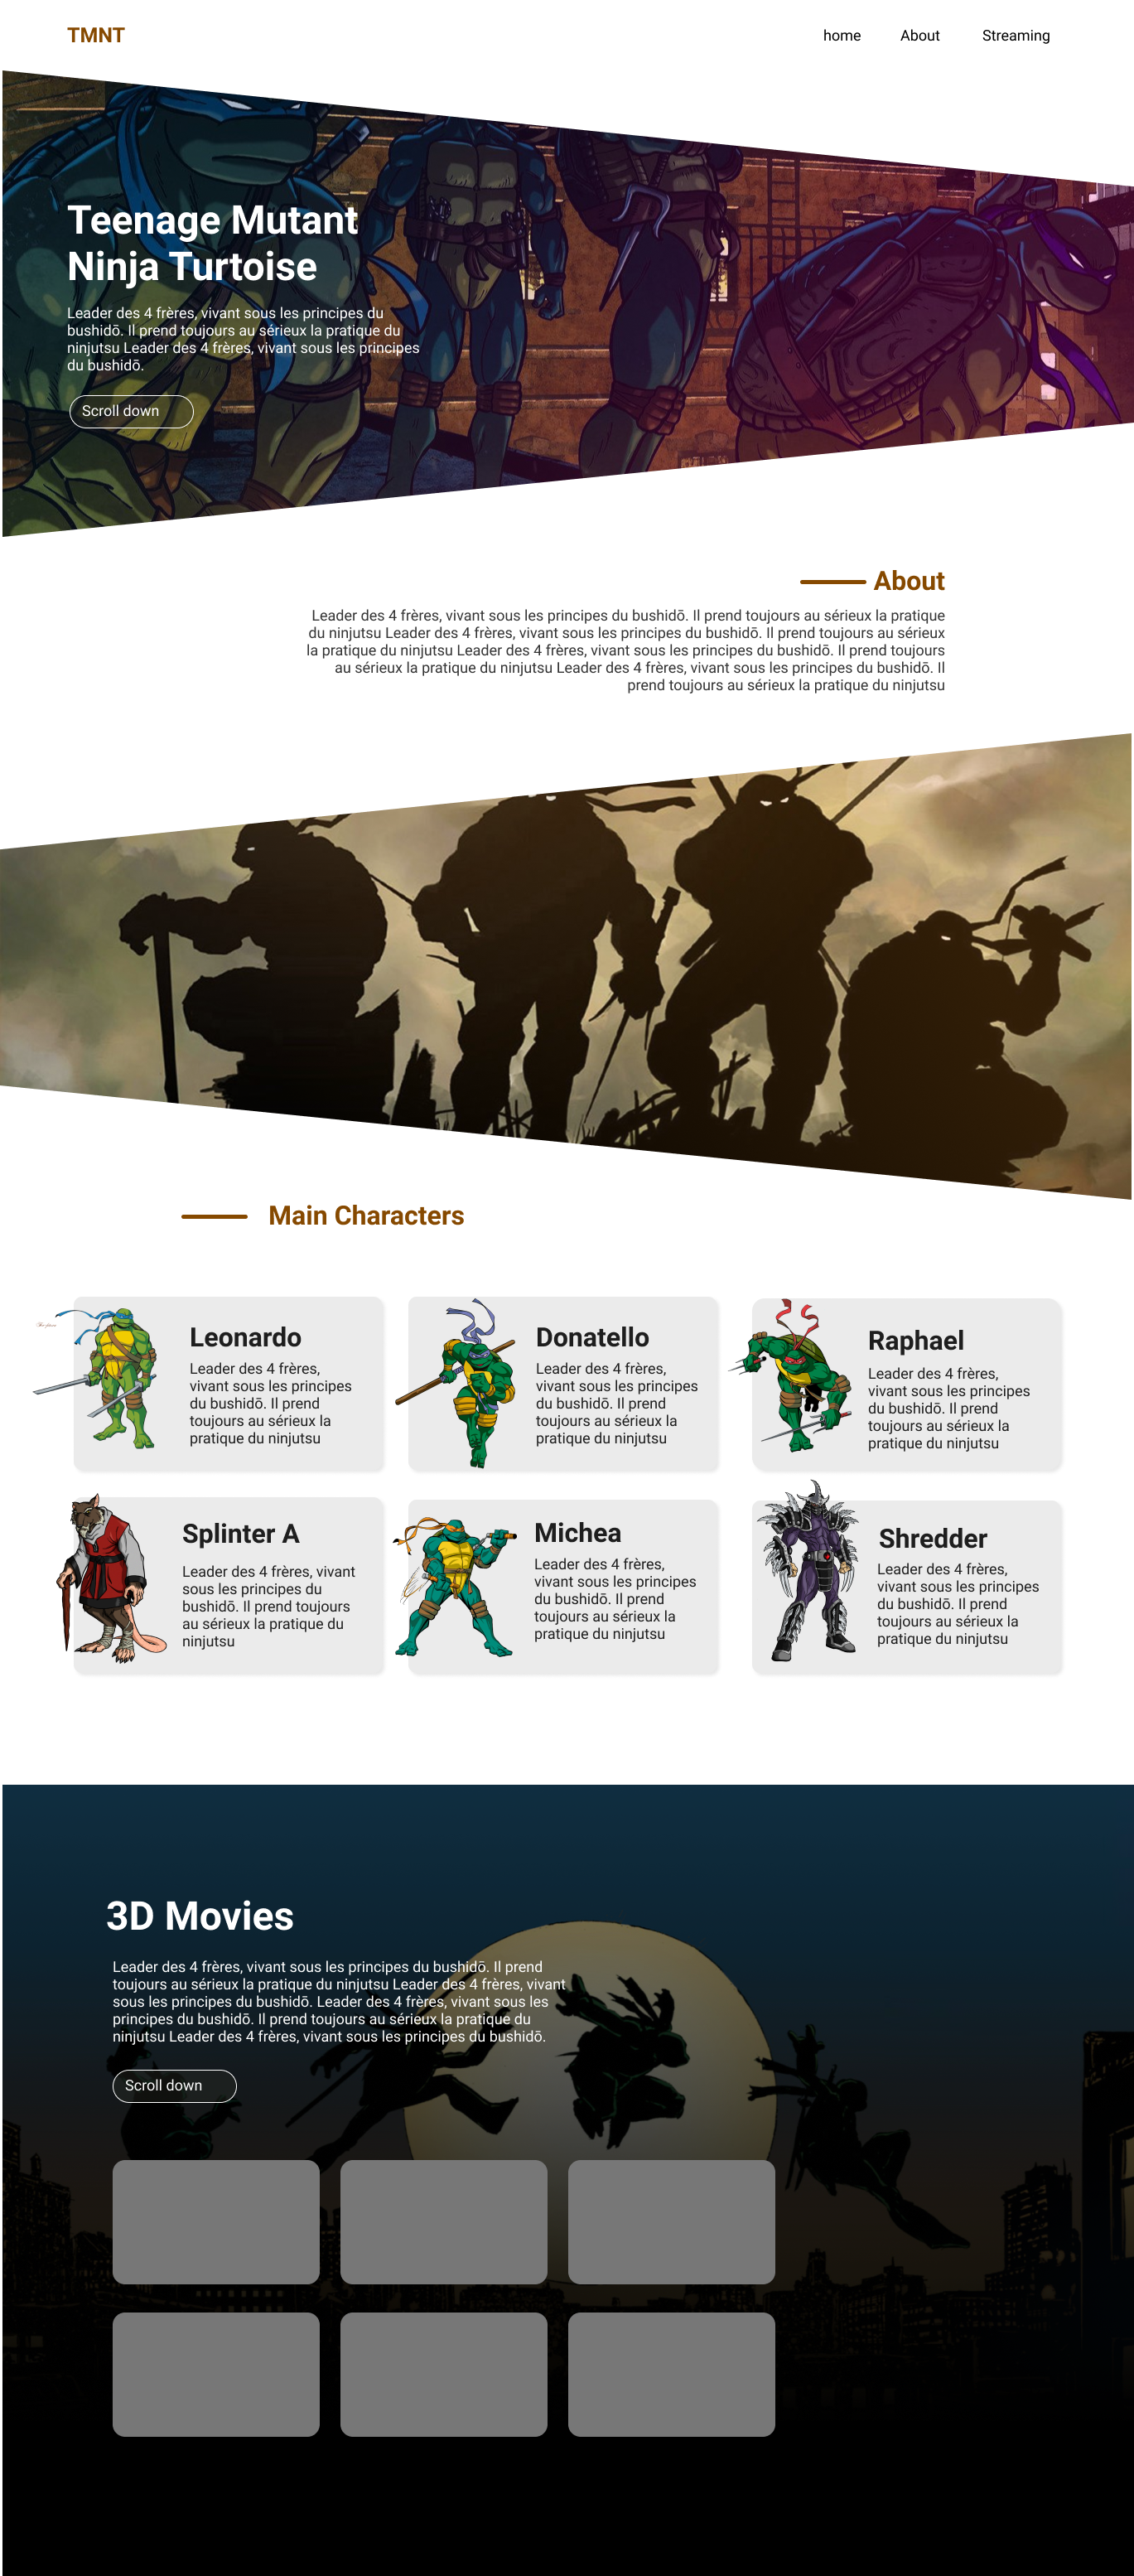 TMNT
home
About
Streaming
Teenage Mutant
Ninja Turtoise
Leader des 4 frères, vivant sous les principes du
bushidō. Il prend toujours au sérieux la pratique du
ninjutsu Leader des 4 frères, vivant sous les principes
du bushidō.
Scroll down
About
Leader des 4 frères, vivant sous les principes du bushidō. Il prend toujours au sérieux la pratique
du ninjutsu Leader des 4 frères, vivant sous les principes du bushidō. Il prend toujours au sérieux
la pratique du ninjutsu Leader des 4 frères, vivant sous les principes du bushidō. Il prend toujours
au sérieux la pratique du ninjutsu Leader des 4 frères, vivant sous les principes du bushidō. Il
prend toujours au sérieux la pratique du ninjutsu
Main Characters
Leonardo
Leader des 4 frères,
vivant sous les principes
du bushidō. Il prend
toujours au sérieux la
pratique du ninjutsu
Donatello
Leader des 4 frères,
vivant sous les principes
du bushidō. Il prend
toujours au sérieux la
pratique du ninjutsu
Raphael
Leader des 4 frères,
vivant sous les principes
du bushidō. Il prend
toujours au sérieux la
pratique du ninjutsu
Splinter A
Leader des 4 frères, vivant
sous les principes du
bushidō. Il prend toujours
au sérieux la pratique du
ninjutsu
Michea
Leader des 4 frères,
vivant sous les principes
du bushidō. Il prend
toujours au sérieux la
pratique du ninjutsu
Shredder
Leader des 4 frères,
vivant sous les principes
du bushidō. Il prend
toujours au sérieux la
pratique du ninjutsu
3D Movies
Leader des 4 frères, vivant sous les principes du bushidō. Il prend
toujours au sérieux la pratique du ninjutsu Leader des 4 frères, vivant
sous les principes du bushidō. Leader des 4 frères, vivant sous les
principes du bushidō. Il prend toujours au sérieux la pratique du
ninjutsu Leader des 4 frères, vivant sous les principes du bushidō.
Scroll down